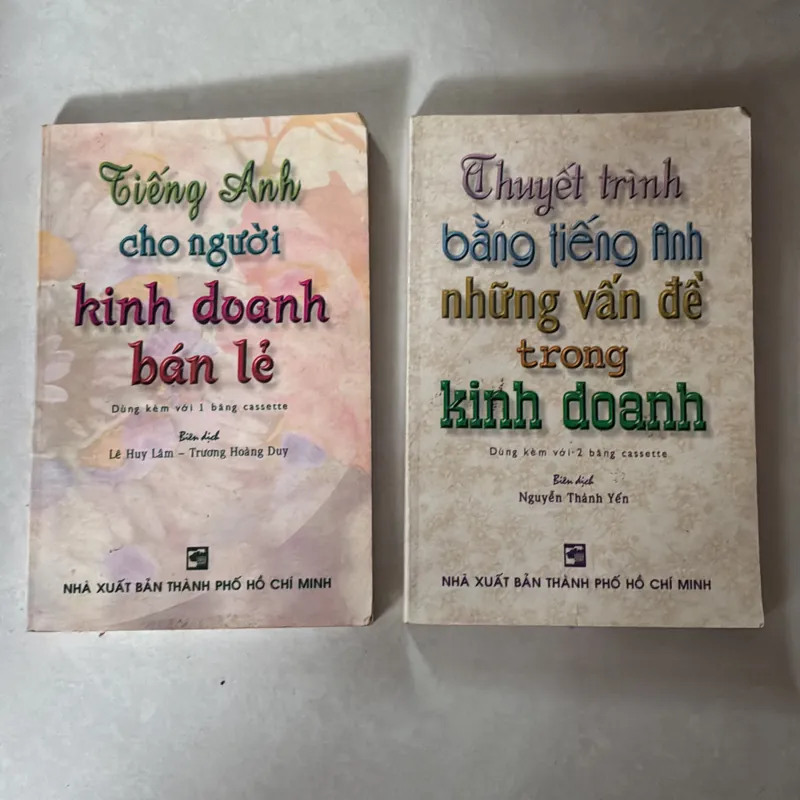 Tiếng Anh
cho người
kinh doanh
bán lẻ
Dùng kèm với 1 băng cassette
Biên dịch
Lê Huy Lâm – Trương Hoàng Duy
NHÀ XUẤT BẢN THÀNH PHỐ HỒ CHÍ MINH
Thuyết trình
bằng tiếng Anh
những vấn đề
trong
kinh doanh
Dùng kèm với 2 băng cassette
Biên dịch
Nguyễn Thành Yến
NHÀ XUẤT BẢN THÀNH PHỐ HỒ CHÍ MINH